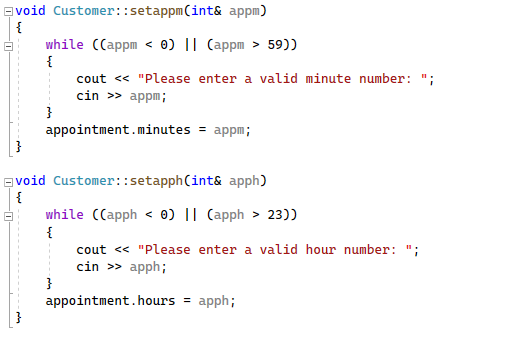 void Customer::setappm(int& appm)
{
    while ((appm < 0) || (appm > 59))
    {
        cout << "Please enter a valid minute number: ";
        cin >> appm;
    }
    appointment.minutes = appm;
}

void Customer::setapph(int& apph)
{
    while ((apph < 0) || (apph > 23))
    {
        cout << "Please enter a valid hour number: ";
        cin >> apph;
    }
    appointment.hours = apph;
}